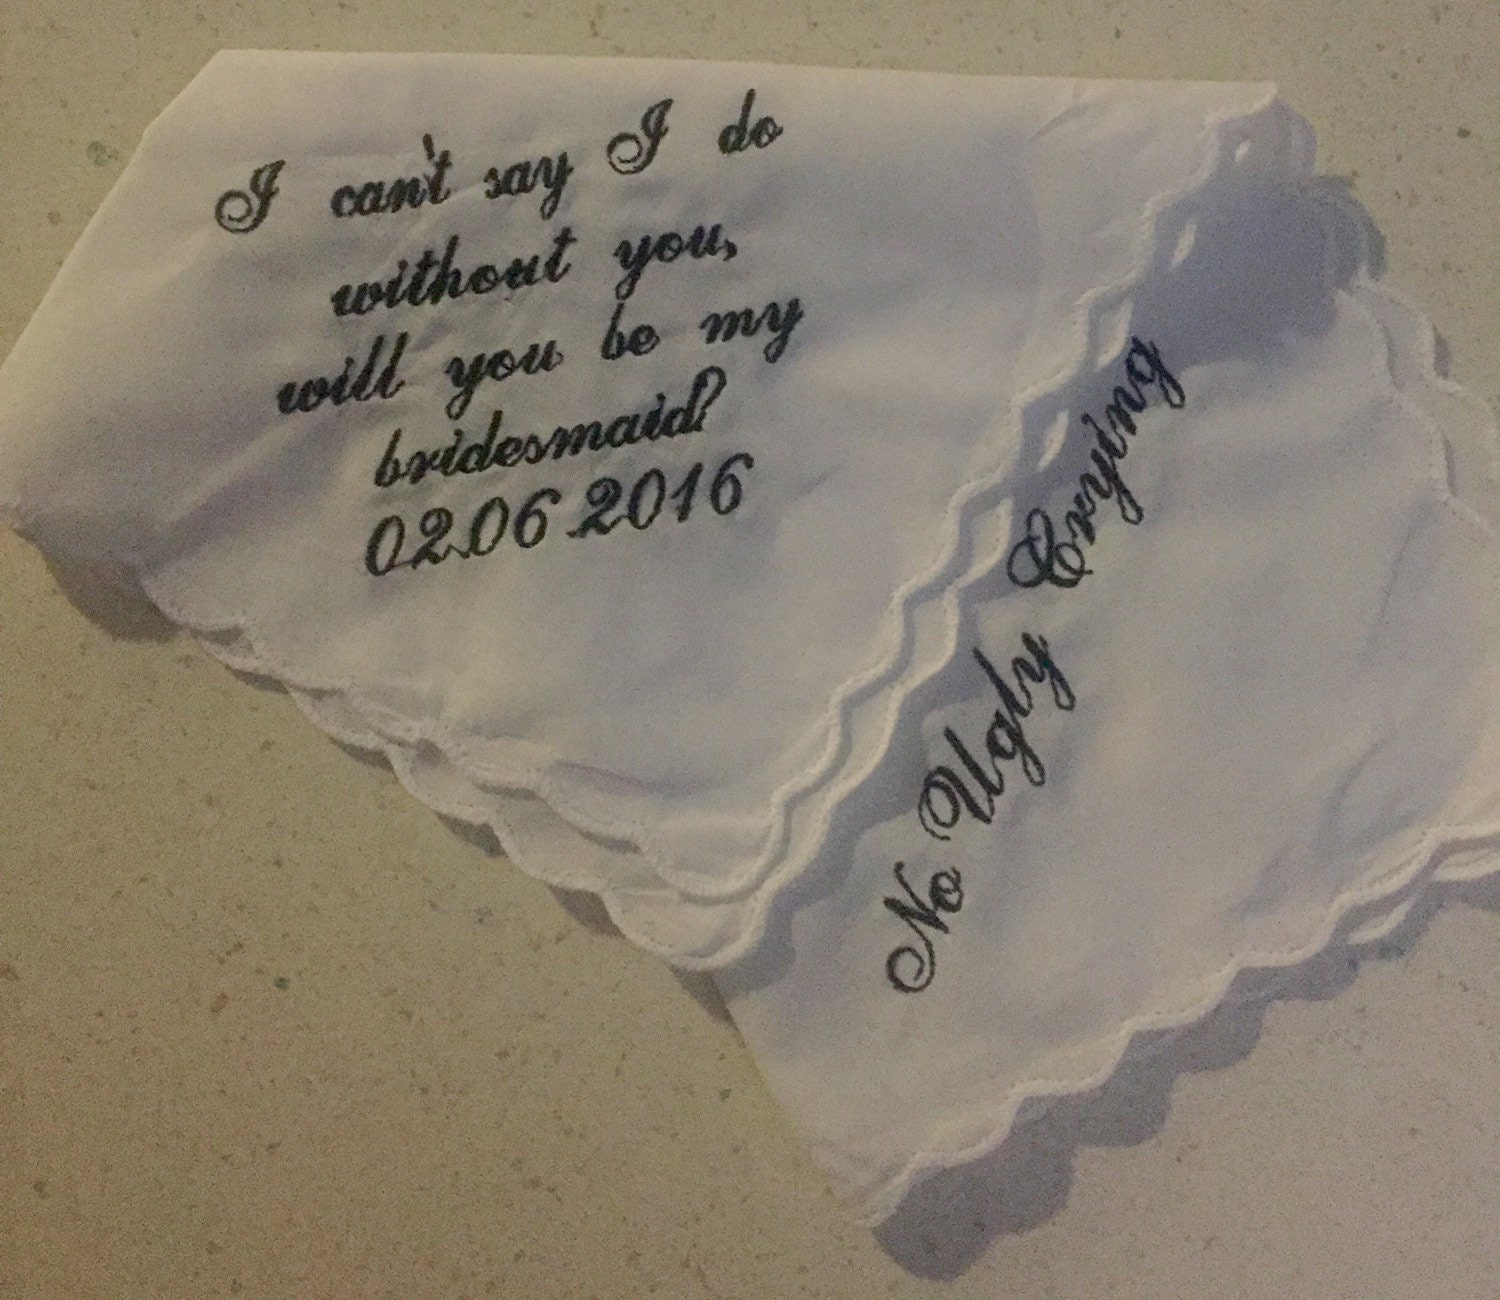 I can't say I do
without you,
will you be my
bridesmaid?
02.06.2016
No Ugly Crying